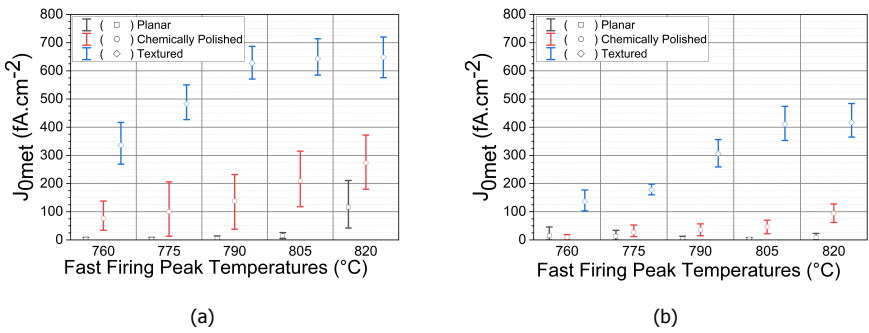 800
700
600
500
400
300
200
100
0
J0met (fA.cm-2)
( ) Planar
( ) Chemically Polished
( ) Textured
760 775 790 805 820
Fast Firing Peak Temperatures (°C)
(a)
800
700
600
500
400
300
200
100
0
J0met (fA.cm-2)
( ) Planar
( ) Chemically Polished
( ) Textured
760 775 790 805 820
Fast Firing Peak Temperatures (°C)
(b)